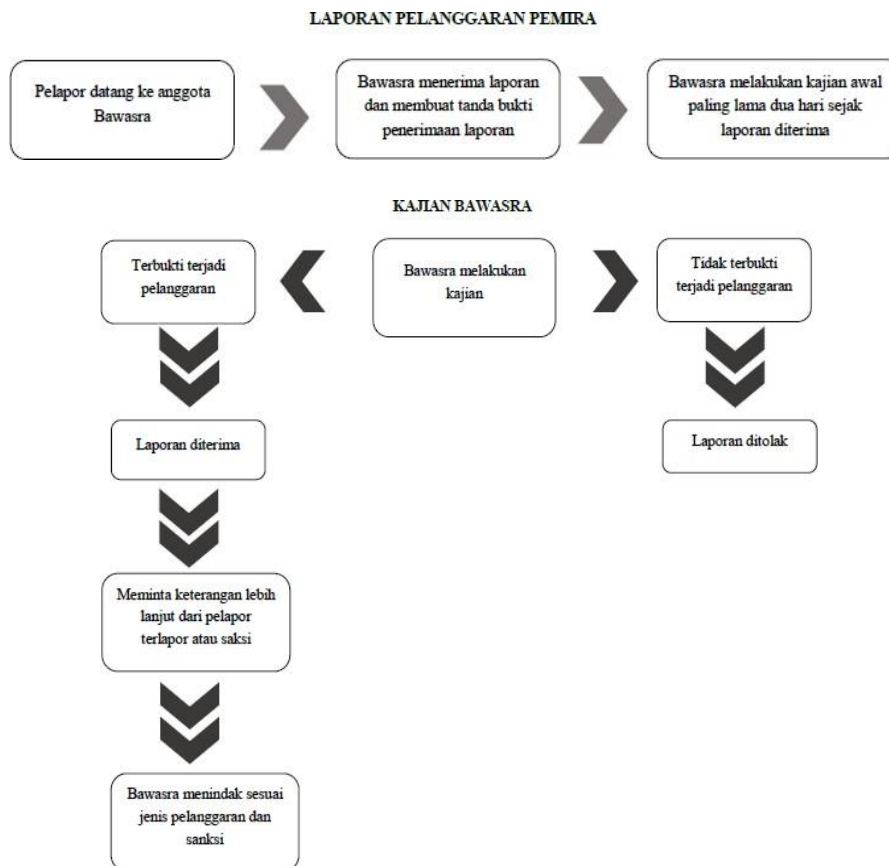 LAPORAN PELANGGARAN PEMIRA
Pelapor datang ke anggota
Bawasra
Bawasra menerima laporan
dan membuat tanda bukti
penerimaan laporan
Bawasra melakukan kajian awal
paling lama dua hari sejak
laporan diterima
KAJIAN BAWASRA
Terbukti terjadi
pelanggaran
Bawasra melakukan
kajian
Tidak terbukti
terjadi pelanggaran
Laporan diterima
Laporan ditolak
Meminta keterangan lebih
lanjut dari pelapor
terlapor atau saksi
Bawasra menindak sesuai
jenis pelanggaran dan
sanksi